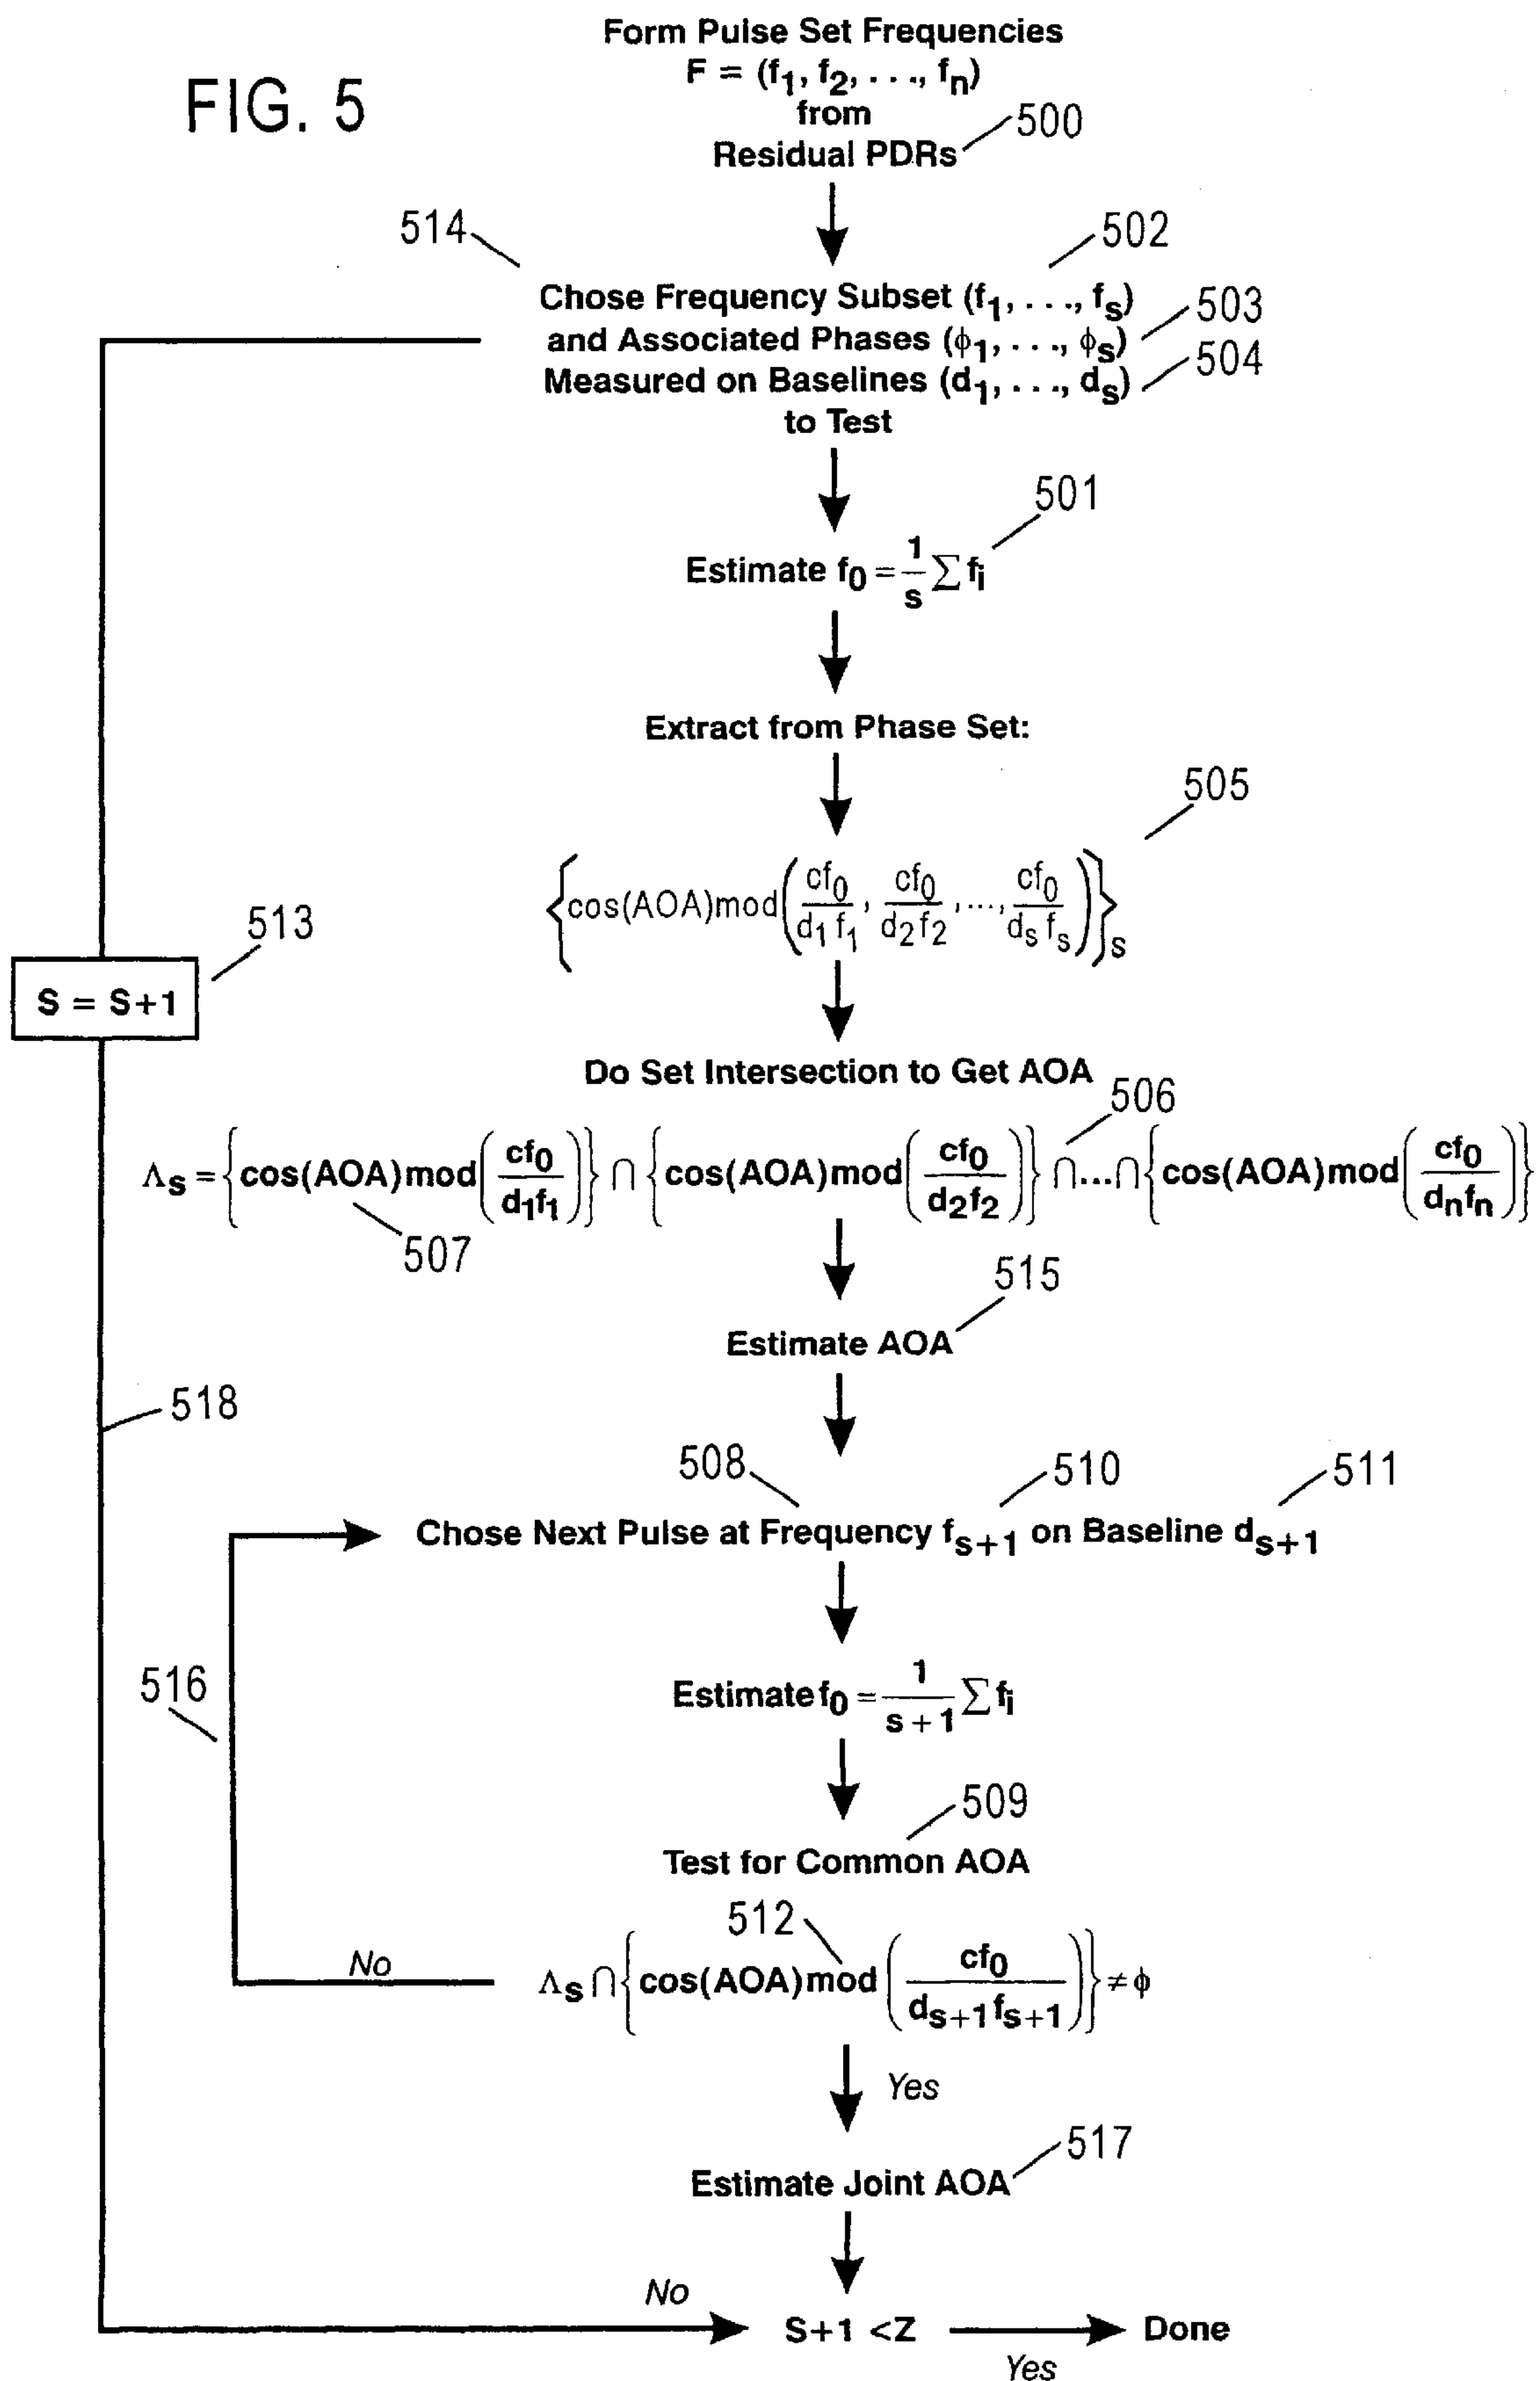 FIG. 5
Form Pulse Set Frequencies
F = (f₁, f₂, . . ., fₙ)
from
Residual PDRs
500
514
502
Chose Frequency Subset (f₁, . . ., fₛ)
and Associated Phases (ϕ₁, . . ., ϕₛ)
503
Measured on Baselines (d₁, . . ., dₛ)
504
to Test
501
Estimate f₀ = 1/s ∑ fᵢ
Extract from Phase Set:
505
{cos(AOA)mod(cf₀/d₁f₁, cf₀/d₂f₂, ..., cf₀/dₛfₛ)}ₛ
513
S = S+1
Do Set Intersection to Get AOA
506
Λₛ = {cos(AOA)mod(cf₀/d₁f₁)} ∩ {cos(AOA)mod(cf₀/d₂f₂)} ∩...∩ {cos(AOA)mod(cf₀/dₙfₙ)}
507
515
Estimate AOA
518
508
510
511
Chose Next Pulse at Frequency fₛ₊₁ on Baseline dₛ₊₁
516
Estimate f₀ = 1/(s+1) ∑ fᵢ
509
Test for Common AOA
512
No
Λₛ ∩ {cos(AOA)mod(cf₀/dₛ₊₁fₛ₊₁)} ≠ ϕ
Yes
517
Estimate Joint AOA
No
S+1 <Z
Done
Yes